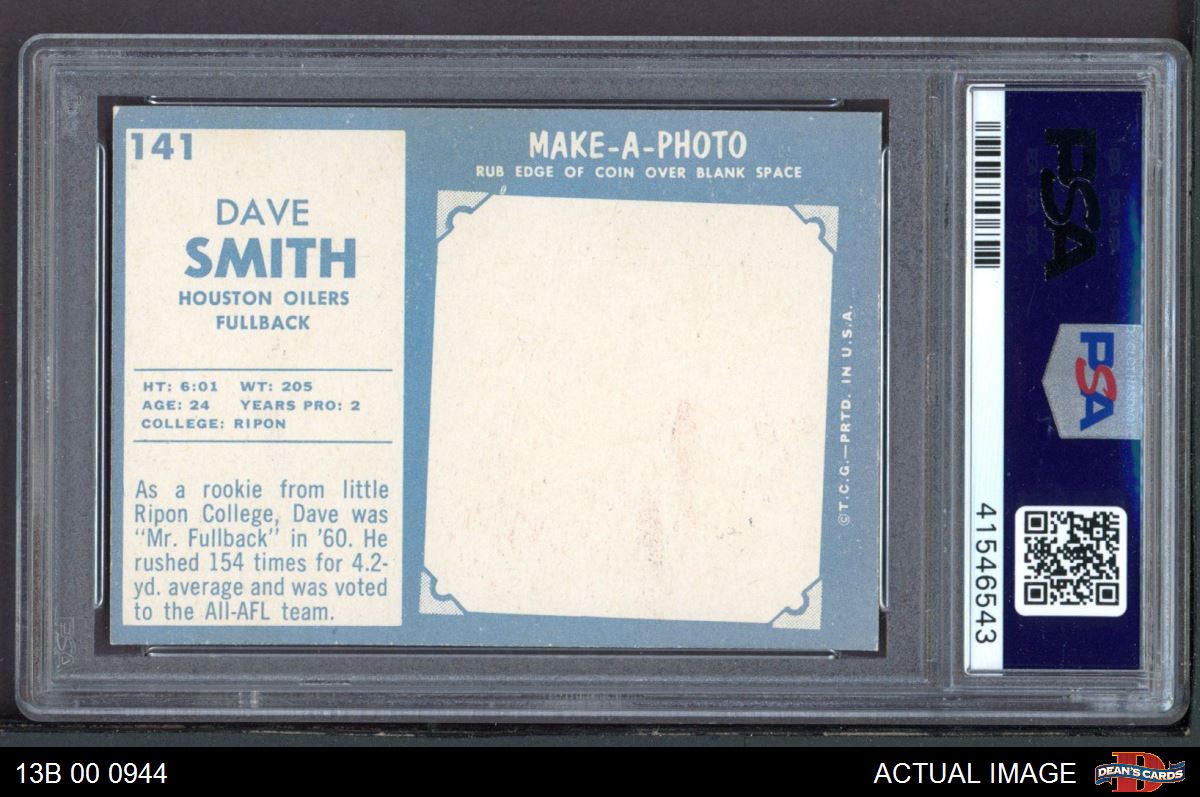 141
DAVE
SMITH
HOUSTON OILERS
FULLBACK
HT: 6:01 WT: 205
AGE: 24 YEARS PRO: 2
COLLEGE: RIPON
As a rookie from little
Ripon College, Dave was
"Mr. Fullback" in '60. He
rushed 154 times for 4.2-
yd. average and was voted
to the All-AFL team.
MAKE-A-PHOTO
RUB EDGE OF COIN OVER BLANK SPACE
©T.C.G.—PRTD. IN U.S.A.
PSA
PSA
41546543
PSA
13B 00 0944
ACTUAL IMAGE
DEAN'S CARDS